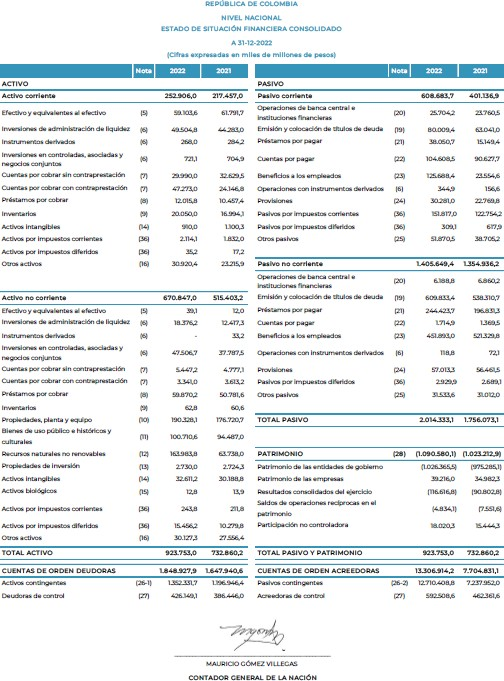 REPÚBLICA DE COLOMBIA
NIVEL NACIONAL
ESTADO DE SITUACIÓN FINANCIERA CONSOLIDADO
A 31-12-2022
(Cifras expresadas en miles de millones de pesos)
Nota 2022 2021
ACTIVO
Activo corriente 252.906,0 217.457,0
Efectivo y equivalentes al efectivo (5) 59.103,6 61.791,7
Inversiones de administración de liquidez (6) 49.504,8 44.283,0
Instrumentos derivados (6) 268,0 284,2
Inversiones en controladas, asociadas y
negocios conjuntos (6) 721,1 704,9
Cuentas por cobrar sin contraprestación (7) 29.990,0 32.629,5
Cuentas por cobrar con contraprestación (7) 47.273,0 24.146,8
Préstamos por cobrar (8) 12.015,8 10.457,4
Inventarios (9) 20.050,0 16.994,1
Activos intangibles (14) 910,0 1.100,3
Activos por impuestos corrientes (36) 2.114,1 1.832,0
Activos por impuestos diferidos (36) 35,2 17,2
Otros activos (16) 30.920,4 23.215,9
Activo no corriente 670.847,0 515.403,2
Efectivo y equivalentes al efectivo (5) 39,1 12,0
Inversiones de administración de liquidez (6) 18.376,2 12.417,3
Instrumentos derivados (6) - 33,2
Inversiones en controladas, asociadas y
negocios conjuntos (6) 47.506,7 37.787,5
Cuentas por cobrar sin contraprestación (7) 5.447,2 4.777,1
Cuentas por cobrar con contraprestación (7) 3.341,0 3.613,2
Préstamos por cobrar (8) 59.870,2 50.781,6
Inventarios (9) 62,8 60,6
Propiedades, planta y equipo (10) 190.328,1 176.720,7
Bienes de uso público e históricos y
culturales (11) 100.710,6 94.487,0
Recursos naturales no renovables (12) 163.983,8 63.738,0
Propiedades de inversión (13) 2.730,0 2.724,3
Activos intangibles (14) 32.611,2 30.188,8
Activos biológicos (15) 12,8 13,9
Activos por impuestos corrientes (36) 243,8 211,8
Activos por impuestos diferidos (36) 15.456,2 10.279,8
Otros activos (16) 30.127,3 27.556,4
TOTAL ACTIVO 923.753,0 732.860,2
CUENTAS DE ORDEN DEUDORAS 1.848.927,9 1.647.940,6
Activos contingentes (26-1) 1.352.331,7 1.196.946,4
Deudoras de control (27) 426.149,1 386.446,0
Nota 2022 2021
PASIVO
Pasivo corriente 608.683,7 401.136,9
Operaciones de banca central e
instituciones financieras (20) 25.704,2 23.760,5
Emisión y colocación de títulos de deuda (19) 80.009,4 63.041,0
Préstamos por pagar (21) 38.050,7 15.149,4
Cuentas por pagar (22) 104.608,5 90.627,7
Beneficios a los empleados (23) 125.688,4 23.554,6
Operaciones con instrumentos derivados (6) 344,9 156,6
Provisiones (24) 30.281,0 22.769,8
Pasivos por impuestos corrientes (36) 151.817,0 122.754,2
Pasivos por impuestos diferidos (36) 309,1 617,9
Otros pasivos (25) 51.870,5 38.705,2
Pasivo no corriente 1.405.649,4 1.354.936,2
Operaciones de banca central e
instituciones financieras (20) 6.188,8 6.860,2
Emisión y colocación de títulos de deuda (19) 609.833,4 538.310,7
Préstamos por pagar (21) 244.423,7 196.831,3
Cuentas por pagar (22) 1.714,9 1.369,5
Beneficios a los empleados (23) 451.893,0 521.329,8
Operaciones con instrumentos derivados (6) 118,8 72,1
Provisiones (24) 57.013,3 56.461,5
Pasivos por impuestos diferidos (36) 2.929,9 2.689,1
Otros pasivos (25) 31.533,6 31.012,0
TOTAL PASIVO 2.014.333,1 1.756.073,1
PATRIMONIO (28) (1.090.580,1) (1.023.212,9)
Patrimonio de las entidades de gobierno (1.026.365,5) (975.285,1)
Patrimonio de las empresas 39.216,0 34.982,3
Resultados consolidados del ejercicio (116.616,8) (90.802,8)
Saldos de operaciones recíprocas en el
patrimonio (4.834,1) (7.551,6)
Participación no controladora 18.020,3 15.444,3
TOTAL PASIVO Y PATRIMONIO 923.753,0 732.860,2
CUENTAS DE ORDEN ACREEDORAS 13.306.914,2 7.704.831,1
Pasivos contingentes (26-2) 12.710.408,8 7.237.952,0
Acreedoras de control (27) 592.508,6 462.361,6
MAURICIO GÓMEZ VILLEGAS
CONTADOR GENERAL DE LA NACIÓN